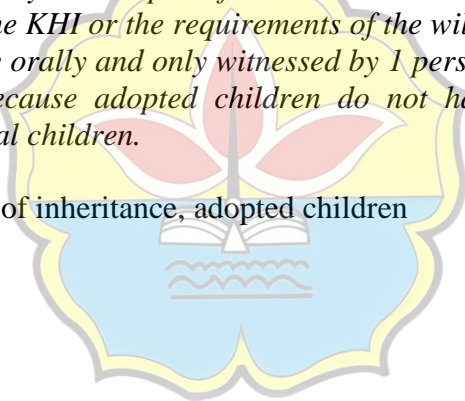 the KHI or the requirements of the wil
orally and only witnessed by 1 pers
ecause adopted children do not ha
al children.
of inheritance, adopted children